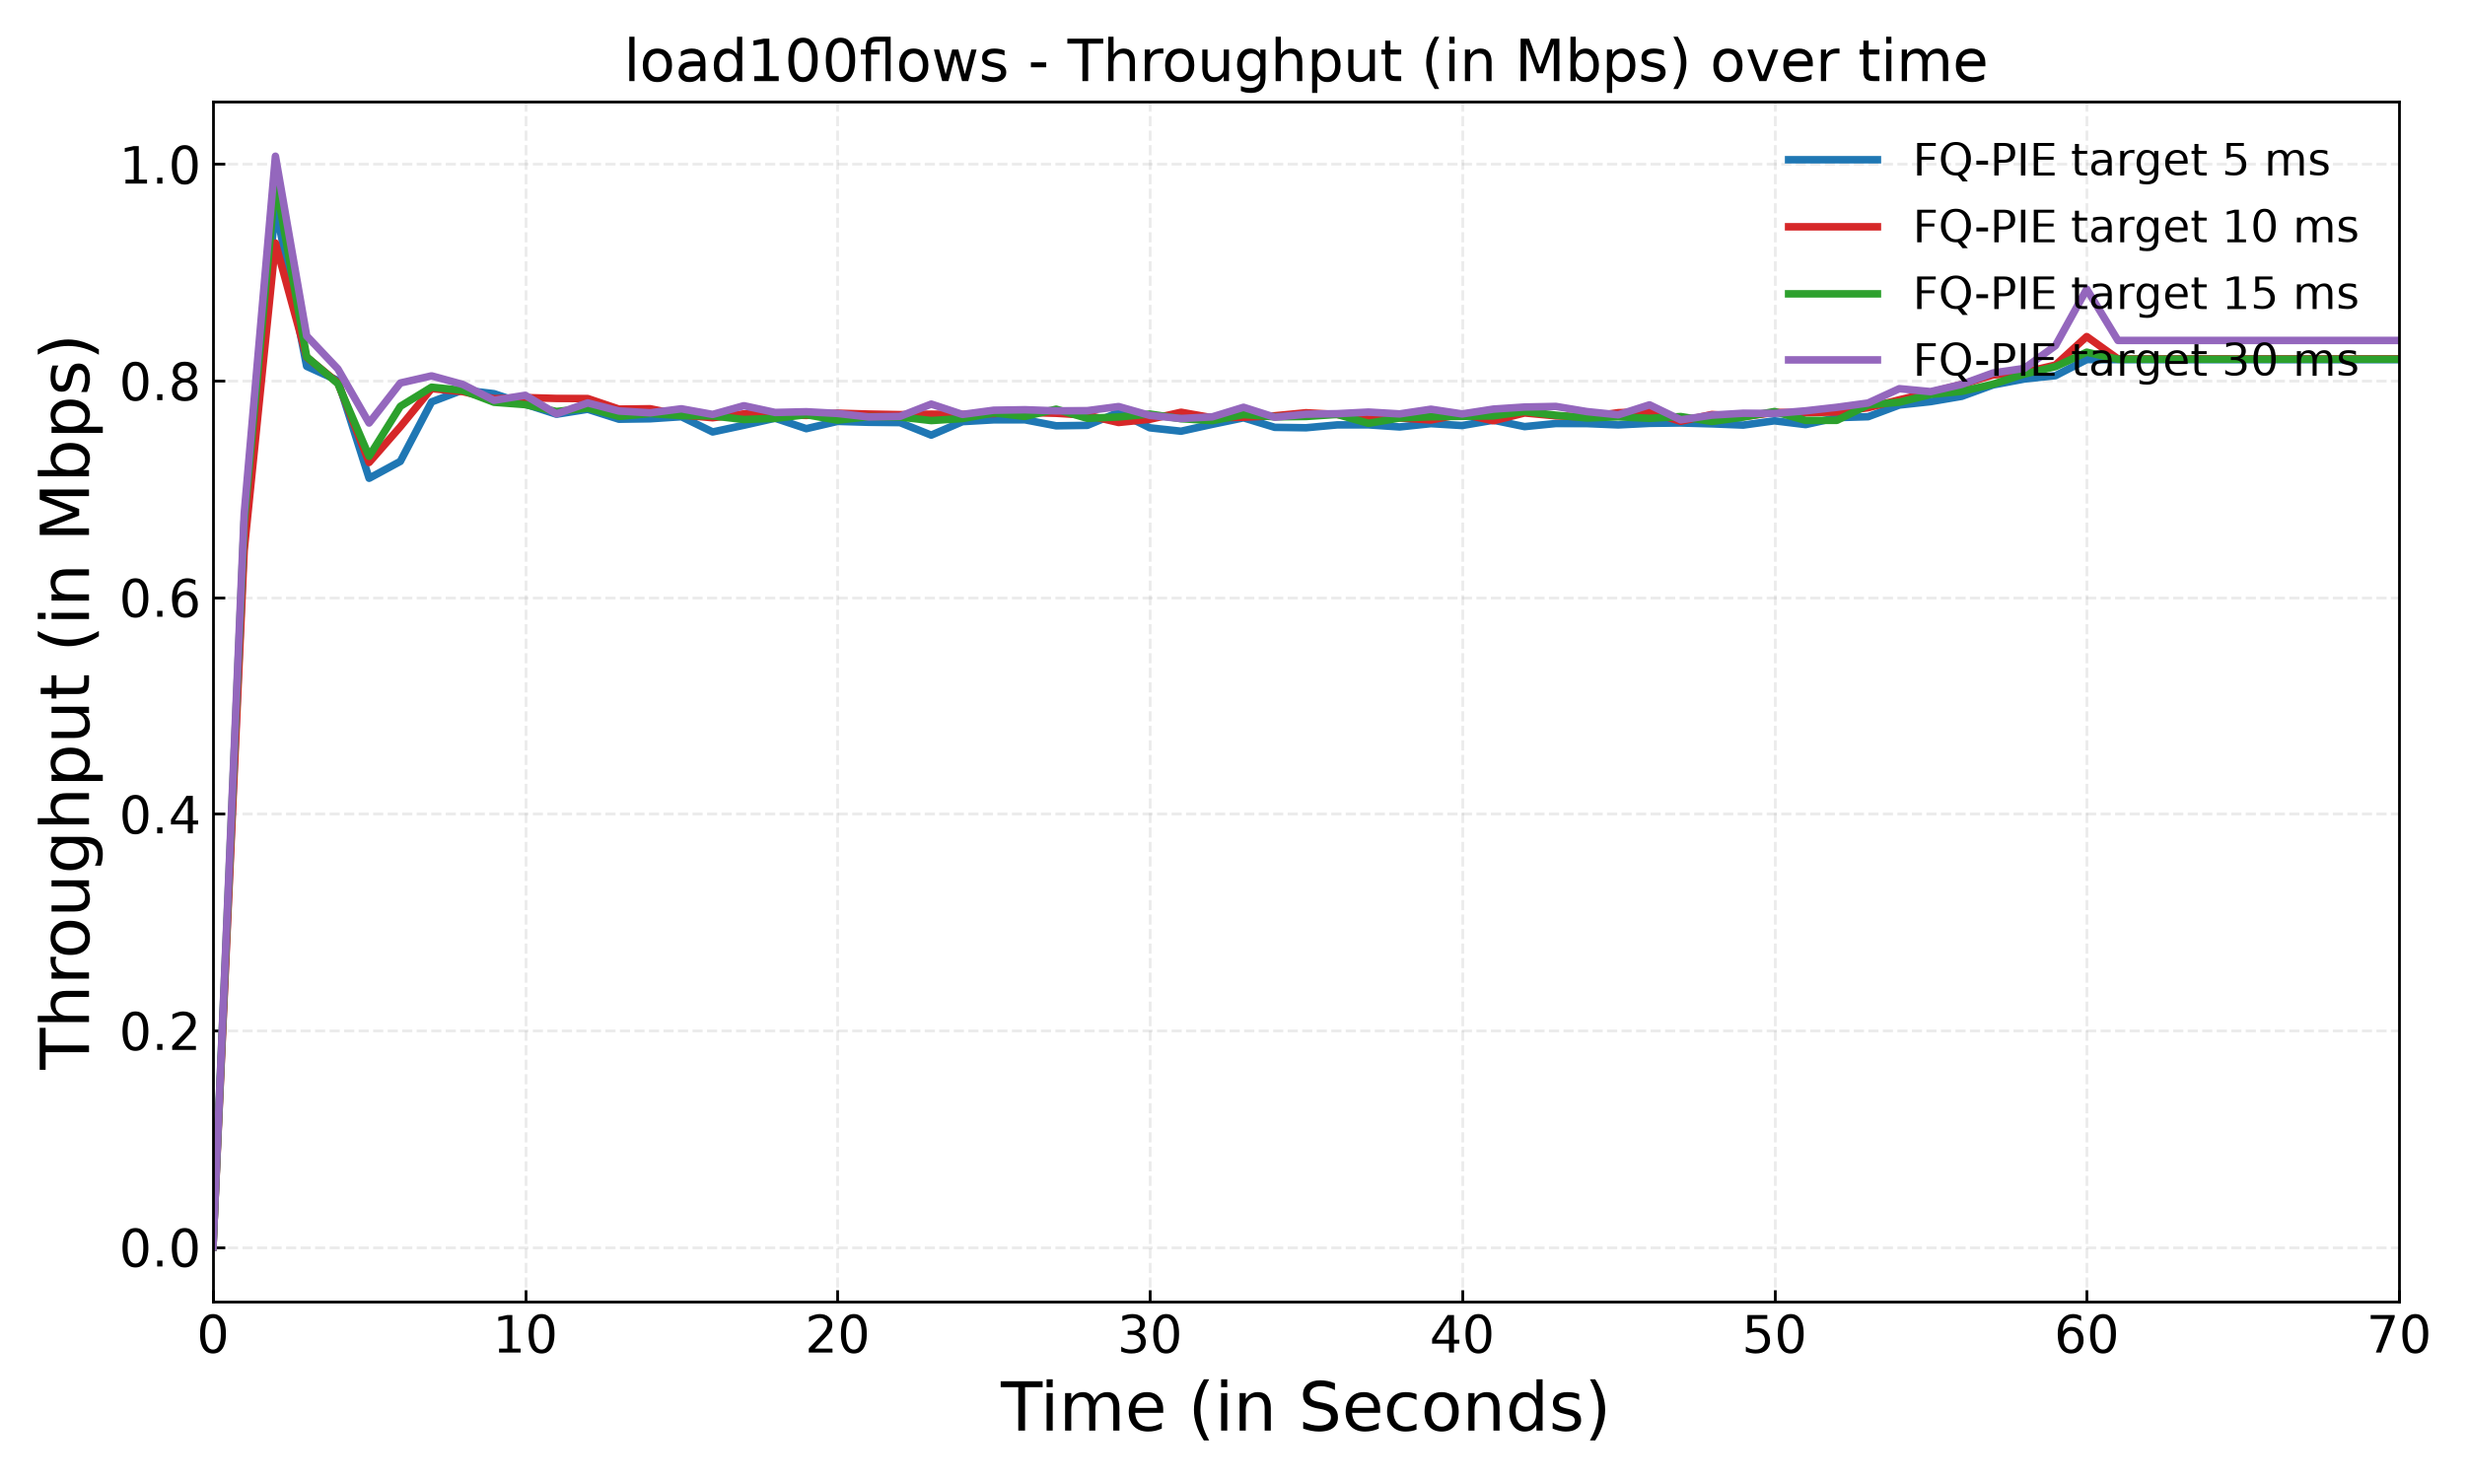 load100flows - Throughput (in Mbps) over time
Throughput (in Mbps)
1.0
0.8
0.6
0.4
0.2
0.0
FQ-PIE target 5 ms
FQ-PIE target 10 ms
FQ-PIE target 15 ms
FQ-PIE target 30 ms
0 10 20 30 40 50 60 70
Time (in Seconds)